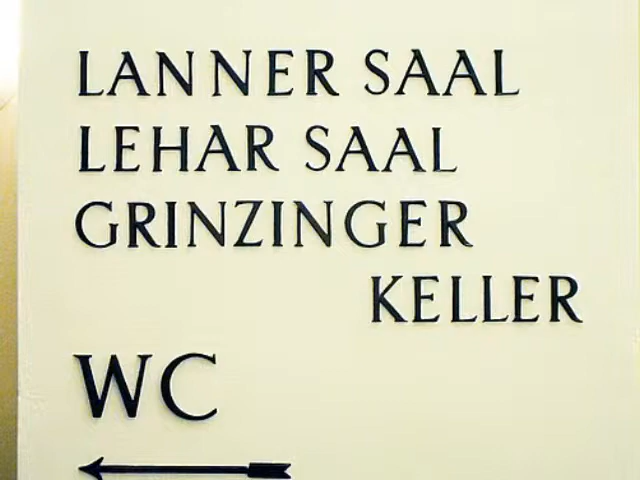 LANNER SAAL
LEHAR SAAL
GRINZINGER
KELLER
WC